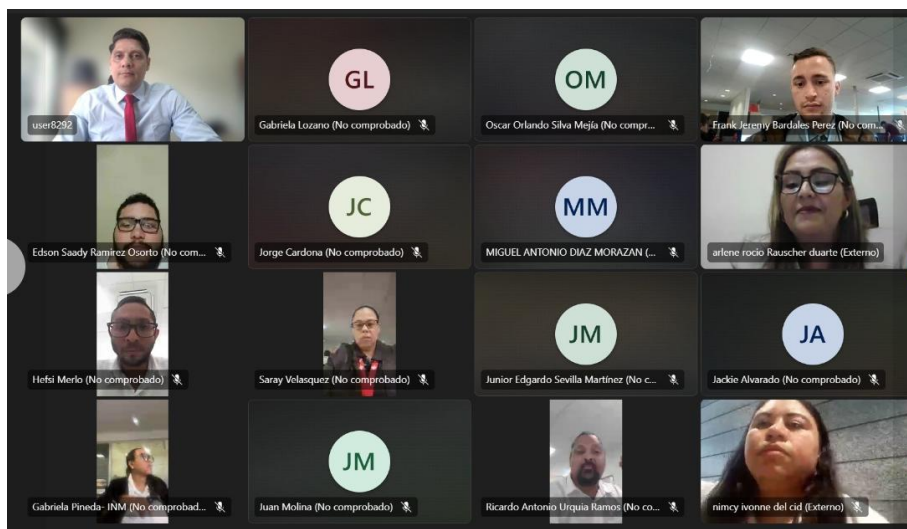 user8292
GL
Gabriela Lozano (No comprobado)
OM
Oscar Orlando Silva Mejía (No compr...
Frank Jeremy Bardales Perez (No com...
Edson Saady Ramirez Osorto (No com...
JC
Jorge Cardona (No comprobado)
MM
MIGUEL ANTONIO DIAZ MORAZAN (...
arlene rocio Rauscher duarte (Externo)
Hefsi Merlo (No comprobado)
Saray Velasquez (No comprobado)
JM
Junior Edgardo Sevilla Martínez (No c...
JA
Jackie Alvarado (No comprobado)
Gabriela Pineda- INM (No comprobad...
JM
Juan Molina (No comprobado)
Ricardo Antonio Urquia Ramos (No co...
nimcy ivonne del cid (Externo)